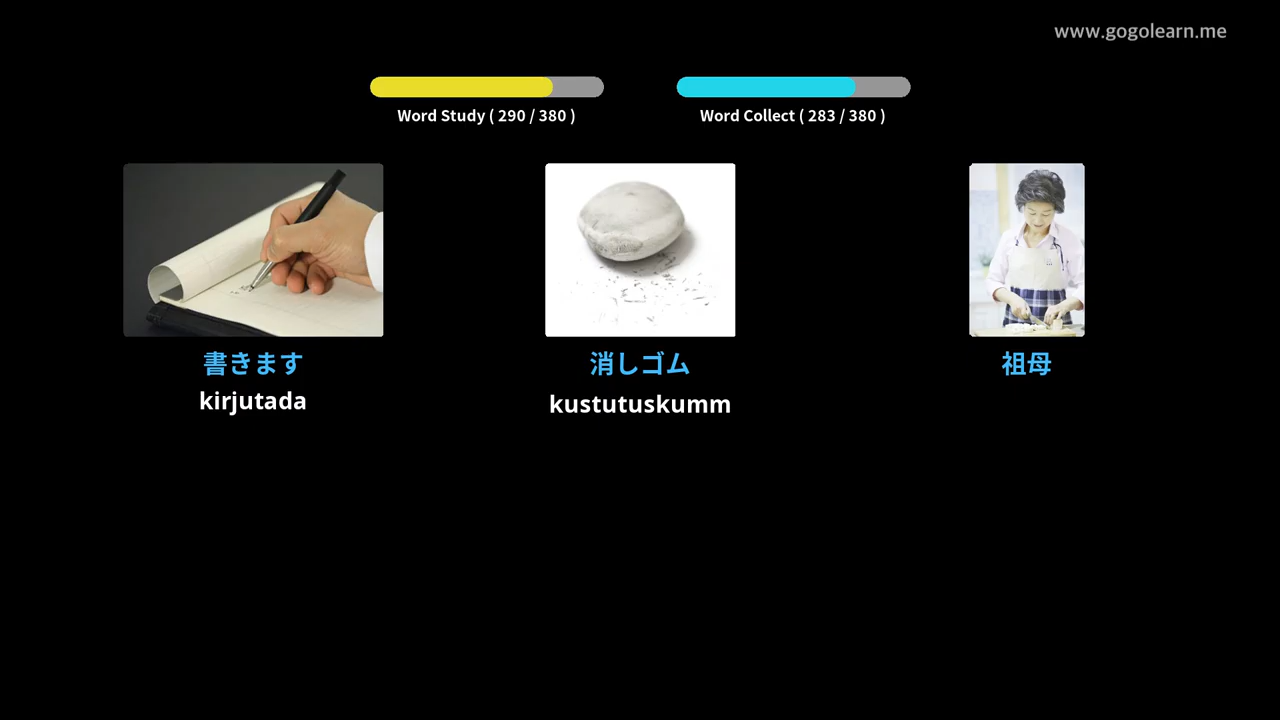 www.gogolearn.me
Word Study ( 290 / 380 )
Word Collect ( 283 / 380 )
書きます
kirjutada
消しゴム
kustutuskumm
祖母